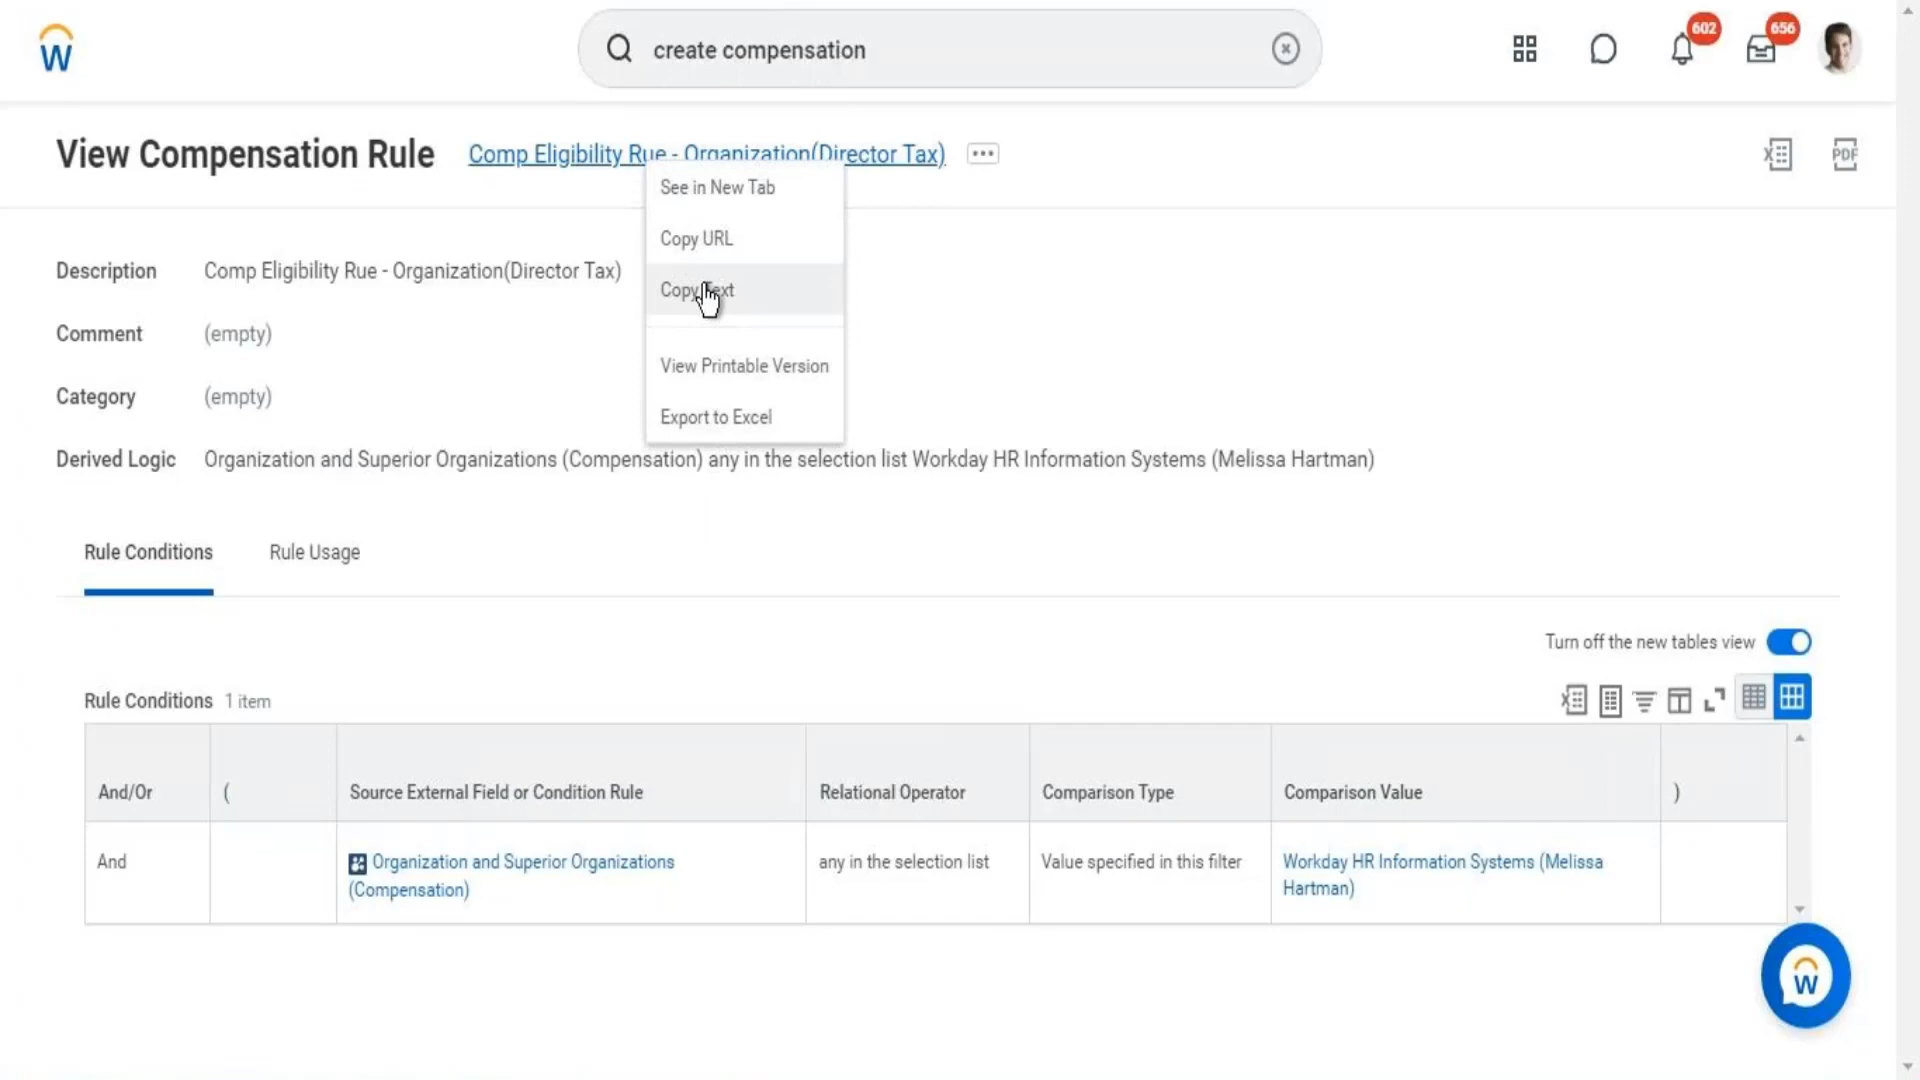 W
create compensation
602
656
View Compensation Rule
Comp Eligibility Rue - Organization(Director Tax)
PDF
See in New Tab
Copy URL
Copy Text
View Printable Version
Export to Excel
Description
Comp Eligibility Rue - Organization(Director Tax)
Comment
(empty)
Category
(empty)
Derived Logic
Organization and Superior Organizations (Compensation) any in the selection list Workday HR Information Systems (Melissa Hartman)
Rule Conditions
Rule Usage
Turn off the new tables view
Rule Conditions 1 item
And/Or
(
Source External Field or Condition Rule
Relational Operator
Comparison Type
Comparison Value
)
And
Organization and Superior Organizations
(Compensation)
any in the selection list
Value specified in this filter
Workday HR Information Systems (Melissa
Hartman)
W